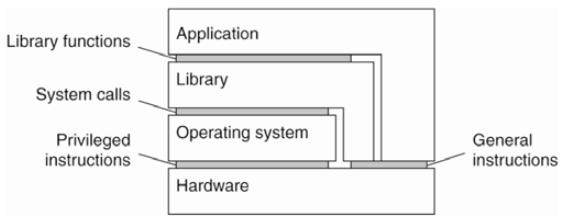 Application
Library functions
Library
System calls
Operating system
Privileged
instructions
General
instructions
Hardware